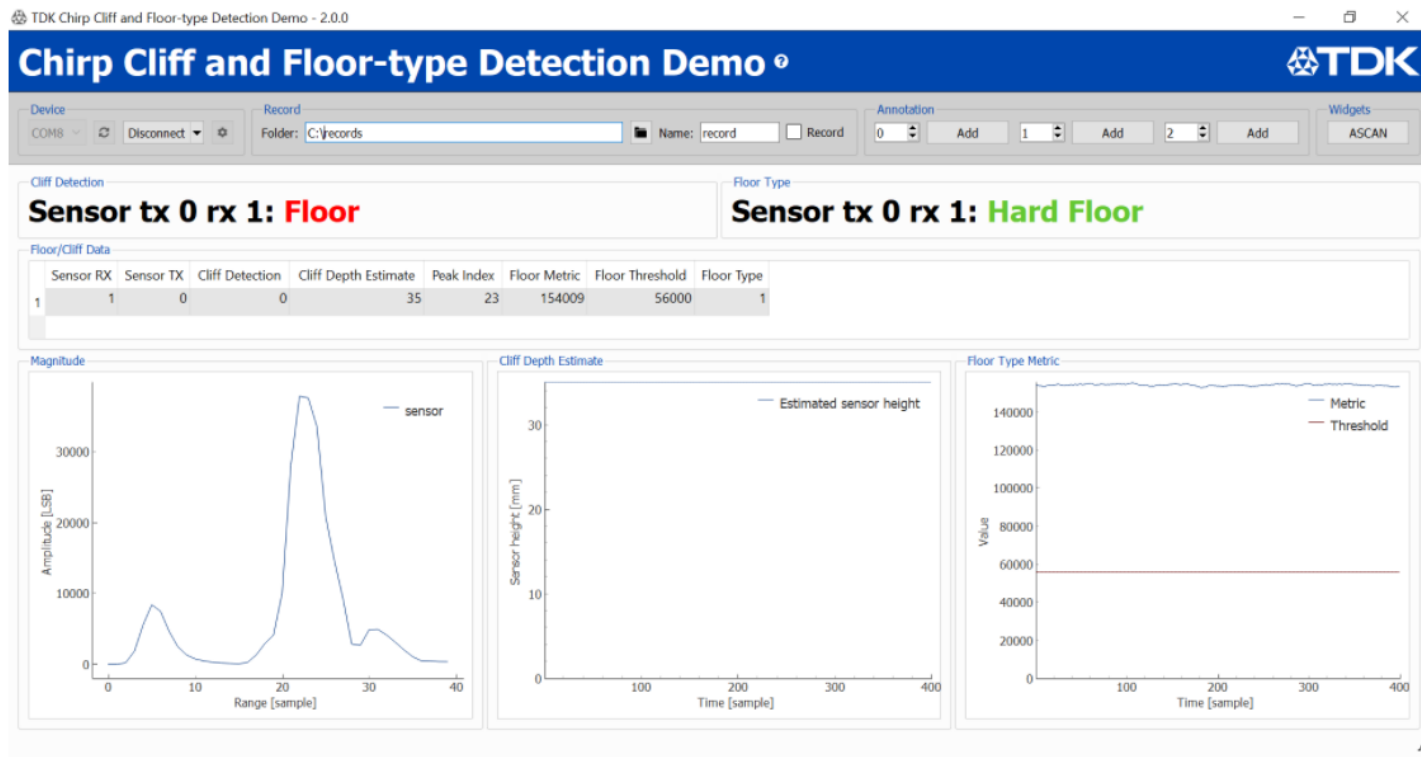 TDK Chirp Cliff and Floor-type Detection Demo - 2.0.0
Chirp Cliff and Floor-type Detection Demo ?
TDK
Device
Record
Annotation
Widgets
COM8 Disconnect Folder: C:\records Name: record Record 0 Add 1 Add 2 Add ASCAN
Cliff Detection
Floor Type
Sensor tx 0 rx 1: Floor
Sensor tx 0 rx 1: Hard Floor
Floor/Cliff Data
Sensor RX Sensor TX Cliff Detection Cliff Depth Estimate Peak Index Floor Metric Floor Threshold Floor Type
1 1 0 0 35 23 154009 56000 1
Magnitude
sensor
30000
20000
10000
0
Amplitude [LSB]
0 10 20 30 40
Range [sample]
Cliff Depth Estimate
Estimated sensor height
30
20
10
0
Sensor height [mm]
100 200 300 400
Time [sample]
Floor Type Metric
Metric
Threshold
140000
120000
100000
80000
60000
40000
20000
0
Value
100 200 300 400
Time [sample]